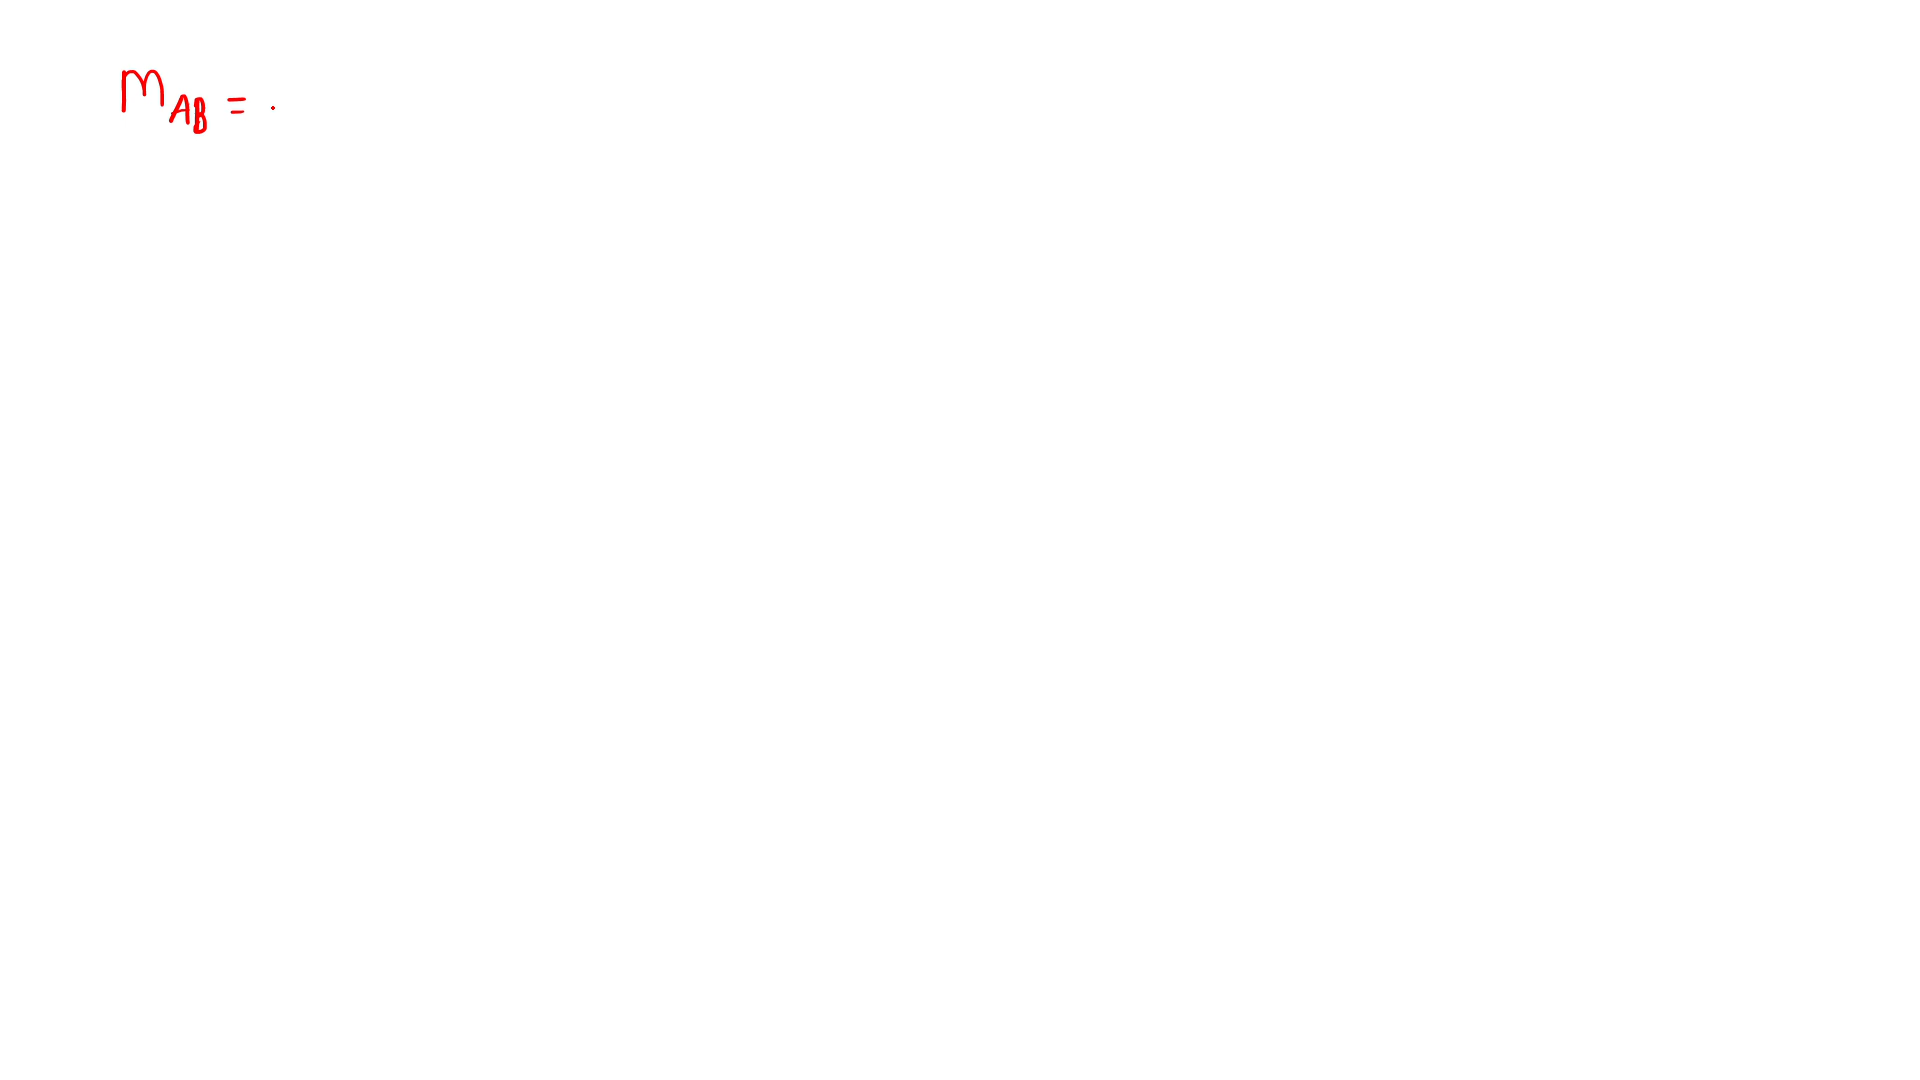 M_AB = .